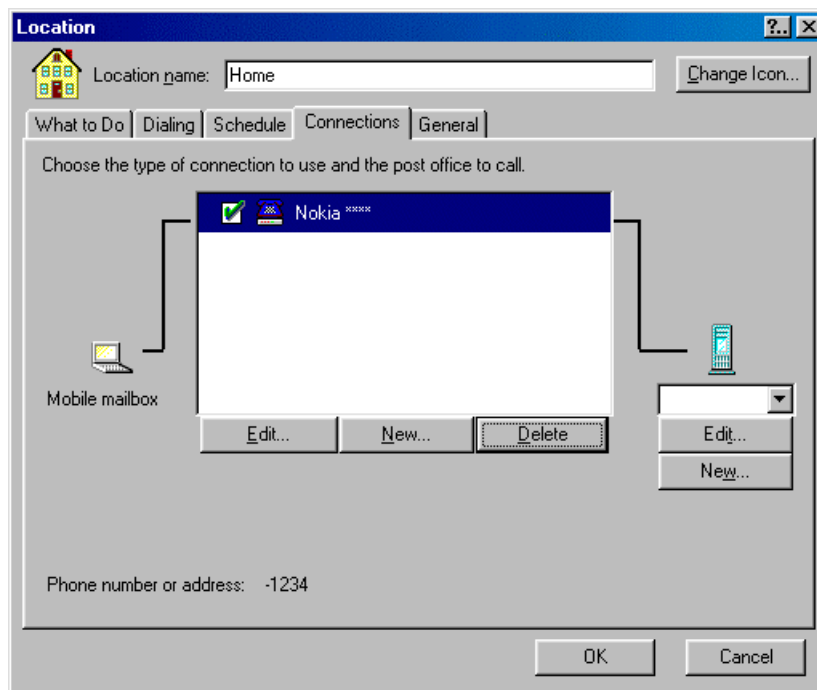 Location
?..
Location name: Home
Change Icon...
What to Do Dialing Schedule Connections General
Choose the type of connection to use and the post office to call.
Nokia ****
Mobile mailbox
Edit... New... Delete Edit...
New...
Phone number or address: -1234
OK Cancel